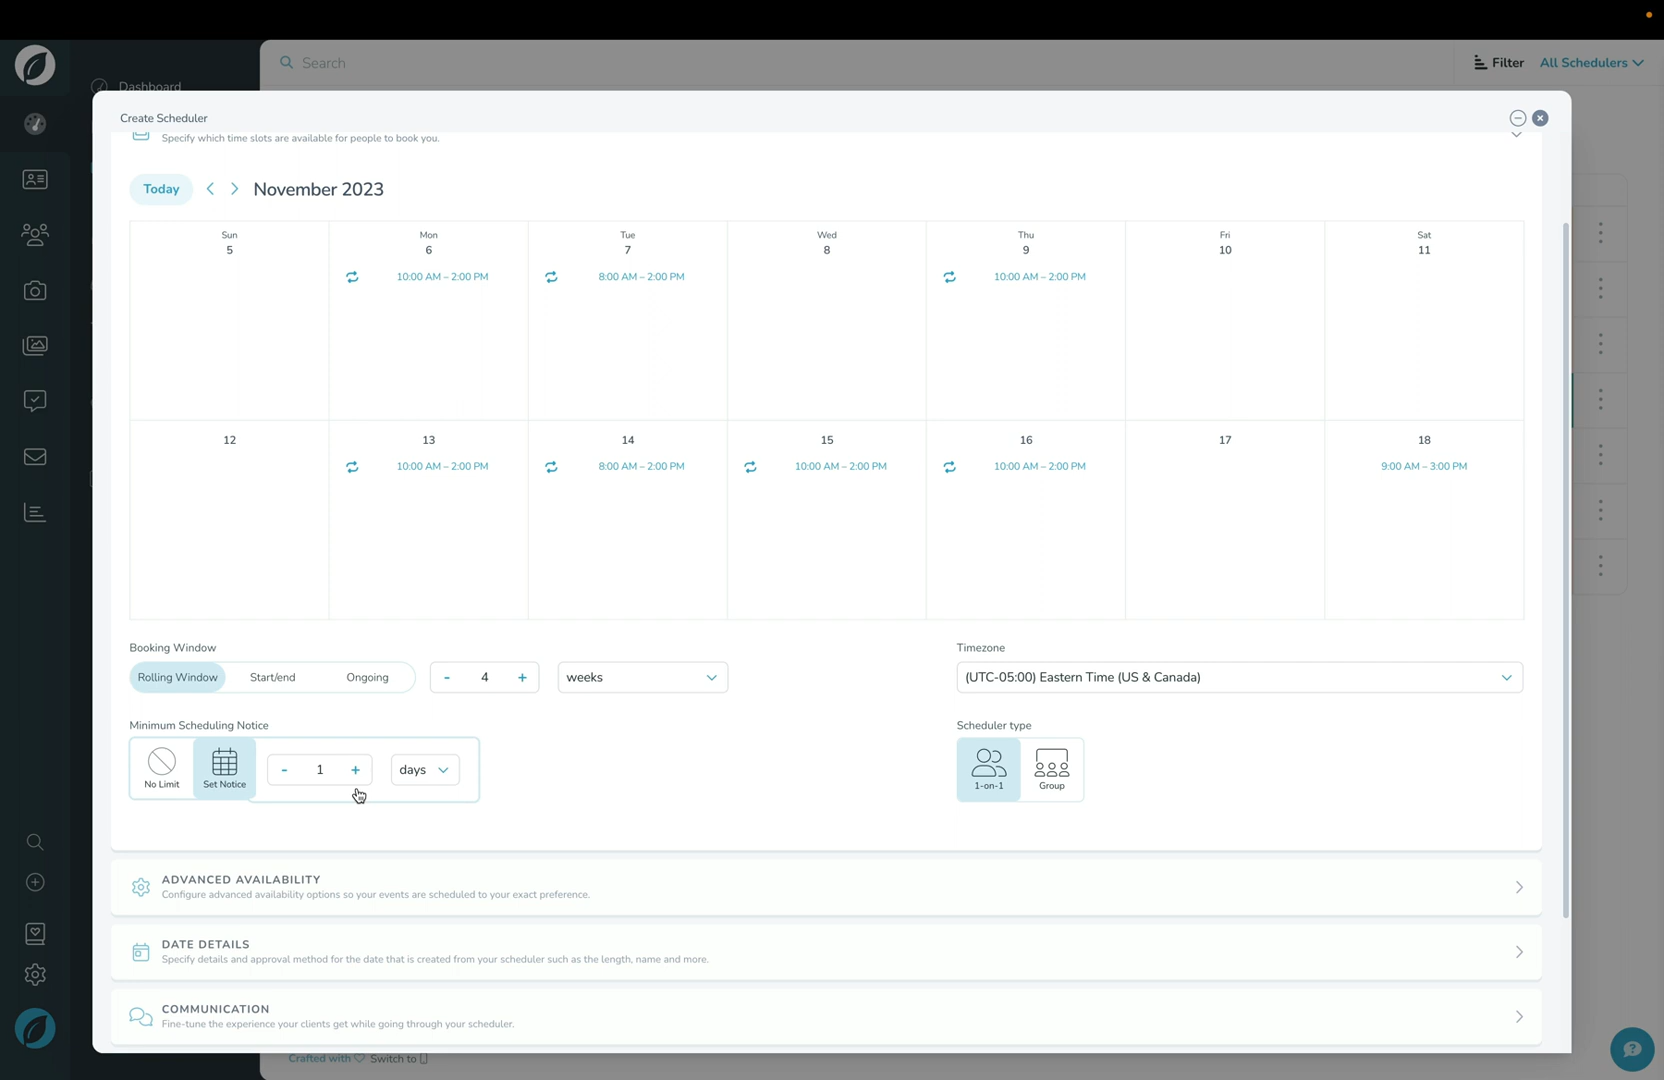 Search
Filter All Schedulers
Dashboard
Create Scheduler
Specify which time slots are available for people to book you.
Today November 2023
Sun Mon Tue Wed Thu Fri Sat
5 6 7 8 9 10 11
10:00 AM – 2:00 PM 8:00 AM – 2:00 PM 10:00 AM – 2:00 PM
12 13 14 15 16 17 18
10:00 AM – 2:00 PM 8:00 AM – 2:00 PM 10:00 AM – 2:00 PM 10:00 AM – 2:00 PM 9:00 AM – 3:00 PM
Booking Window Timezone
Rolling Window Start/end Ongoing - 4 + weeks (UTC-05:00) Eastern Time (US & Canada)
Minimum Scheduling Notice Scheduler type
No Limit Set Notice - 1 + days 1-on-1 Group
ADVANCED AVAILABILITY
Configure advanced availability options so your events are scheduled to your exact preference.
DATE DETAILS
Specify details and approval method for the date that is created from your scheduler such as the length, name and more.
COMMUNICATION
Fine-tune the experience your clients get while going through your scheduler.
Crafted with Switch to